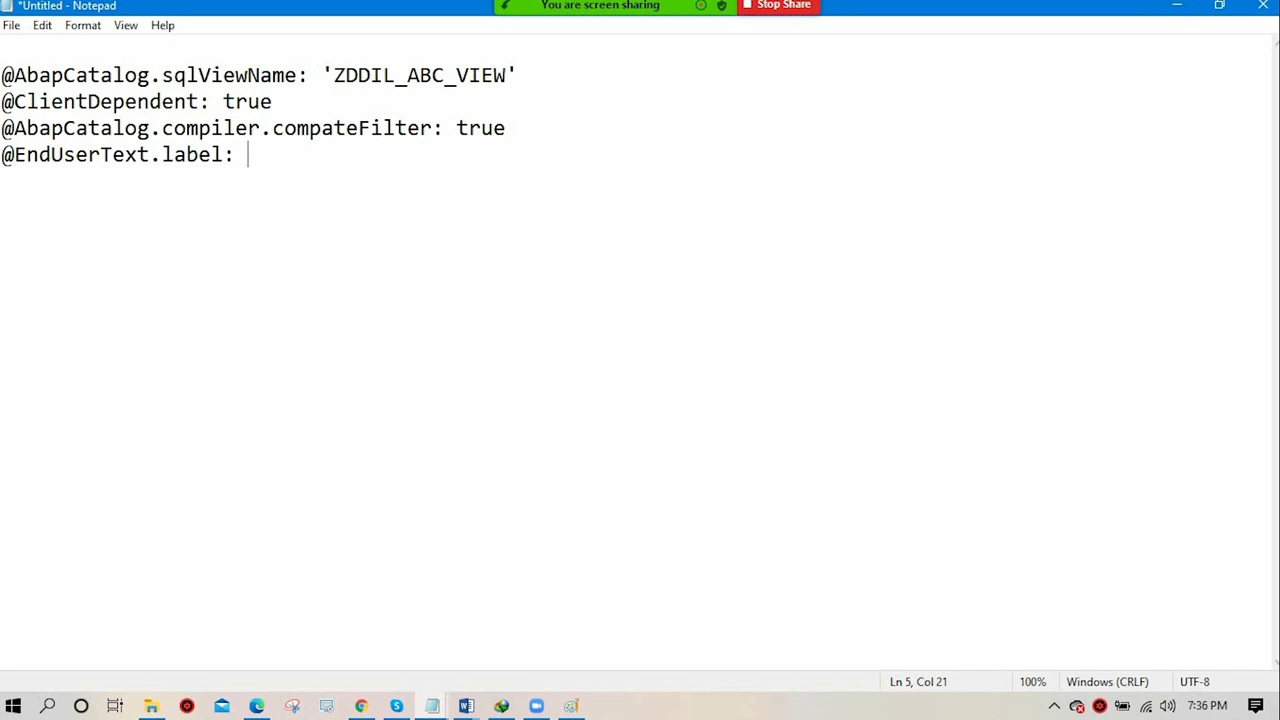 *Untitled - Notepad
You are screen sharing
Stop Share
File Edit Format View Help
@AbapCatalog.sqlViewName: 'ZDDIL_ABC_VIEW'
@ClientDependent: true
@AbapCatalog.compiler.compateFilter: true
@EndUserText.label:
Ln 5, Col 21 100% Windows (CRLF) UTF-8
7:36 PM